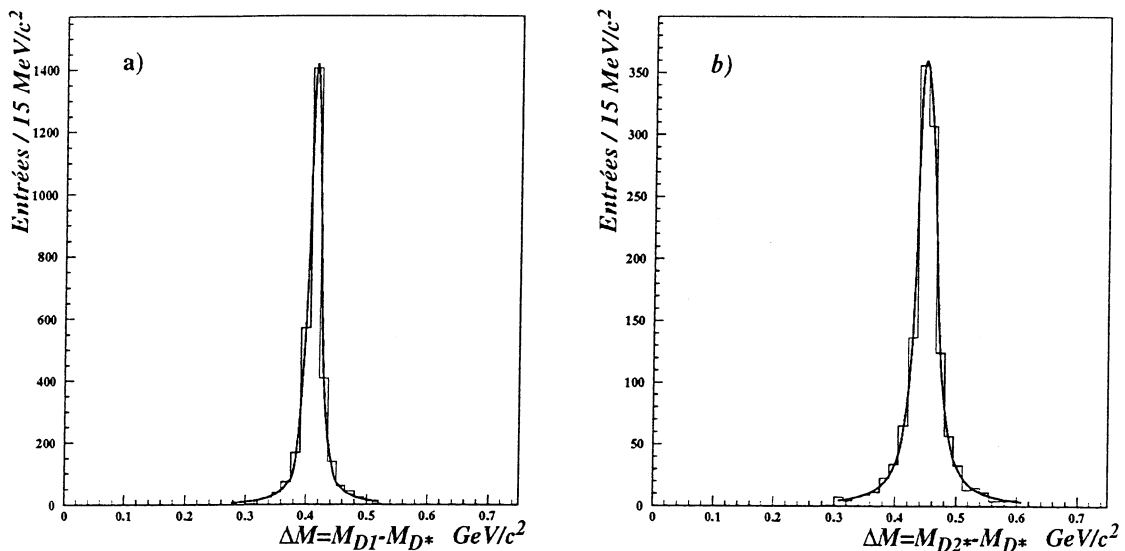 Entrées / 15 MeV/c²
a)
1400
1200
1000
800
600
400
200
0
0 0.1 0.2 0.3 0.4 0.5 0.6 0.7
ΔM=M_D1-M_D* GeV/c²
Entrées / 15 MeV/c²
b)
350
300
250
200
150
100
50
0
0 0.1 0.2 0.3 0.4 0.5 0.6 0.7
ΔM=M_D2*-M_D* GeV/c²